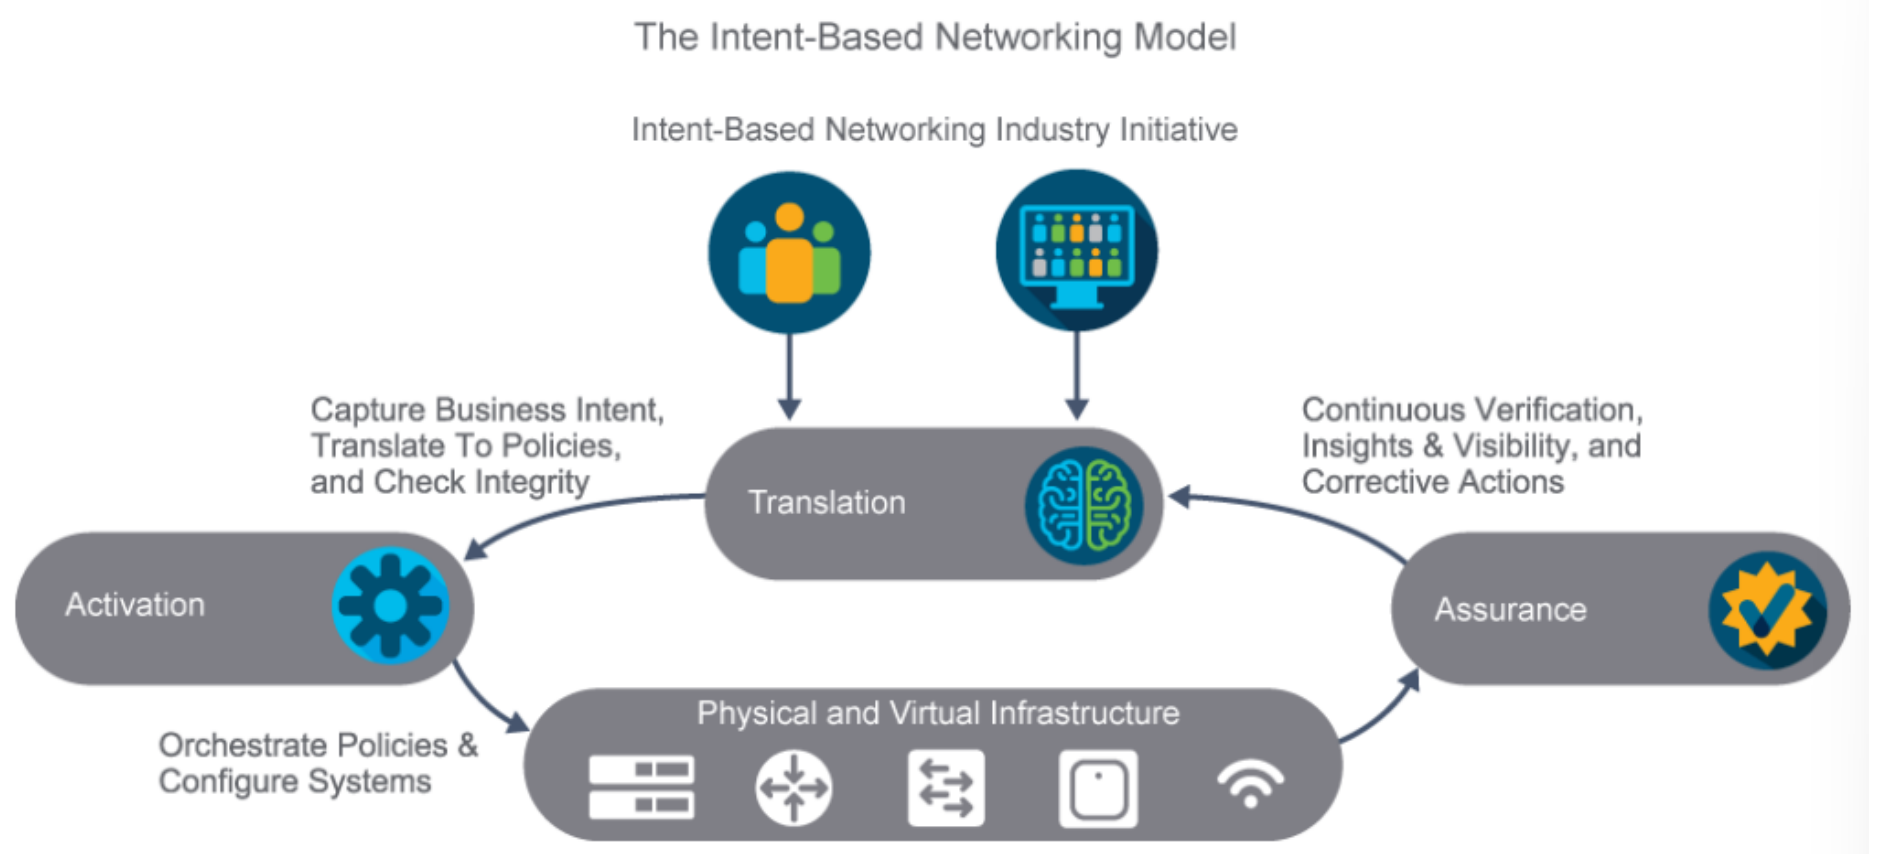 The Intent-Based Networking Model
Intent-Based Networking Industry Initiative
Capture Business Intent,
Translate To Policies,
and Check Integrity
Continuous Verification,
Insights & Visibility, and
Corrective Actions
Translation
Activation
Assurance
Physical and Virtual Infrastructure
Orchestrate Policies &
Configure Systems